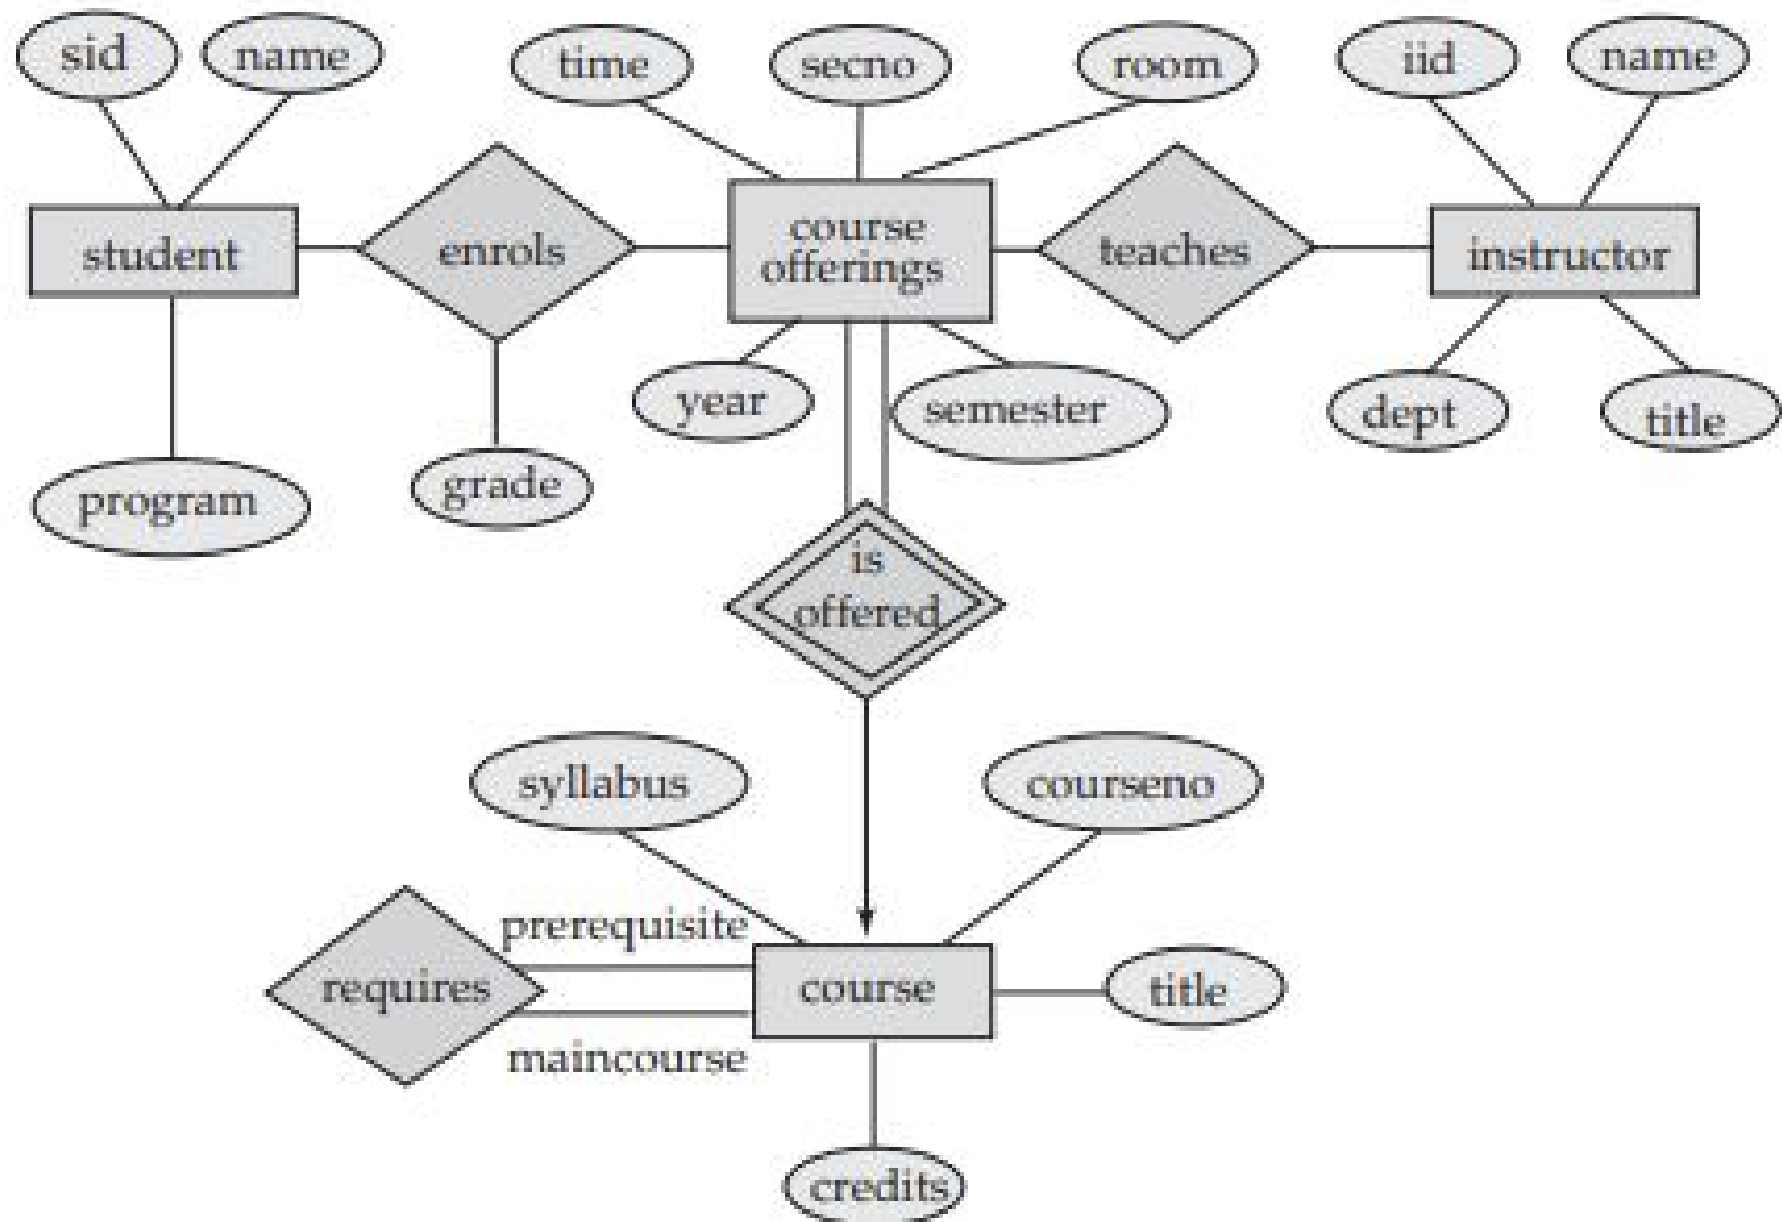 sid
name
time
secno
room
iid
name
student
enrols
course
offerings
teaches
instructor
year
semester
dept
title
program
grade
is
offered
syllabus
courseno
prerequisite
requires
course
title
maincourse
credits